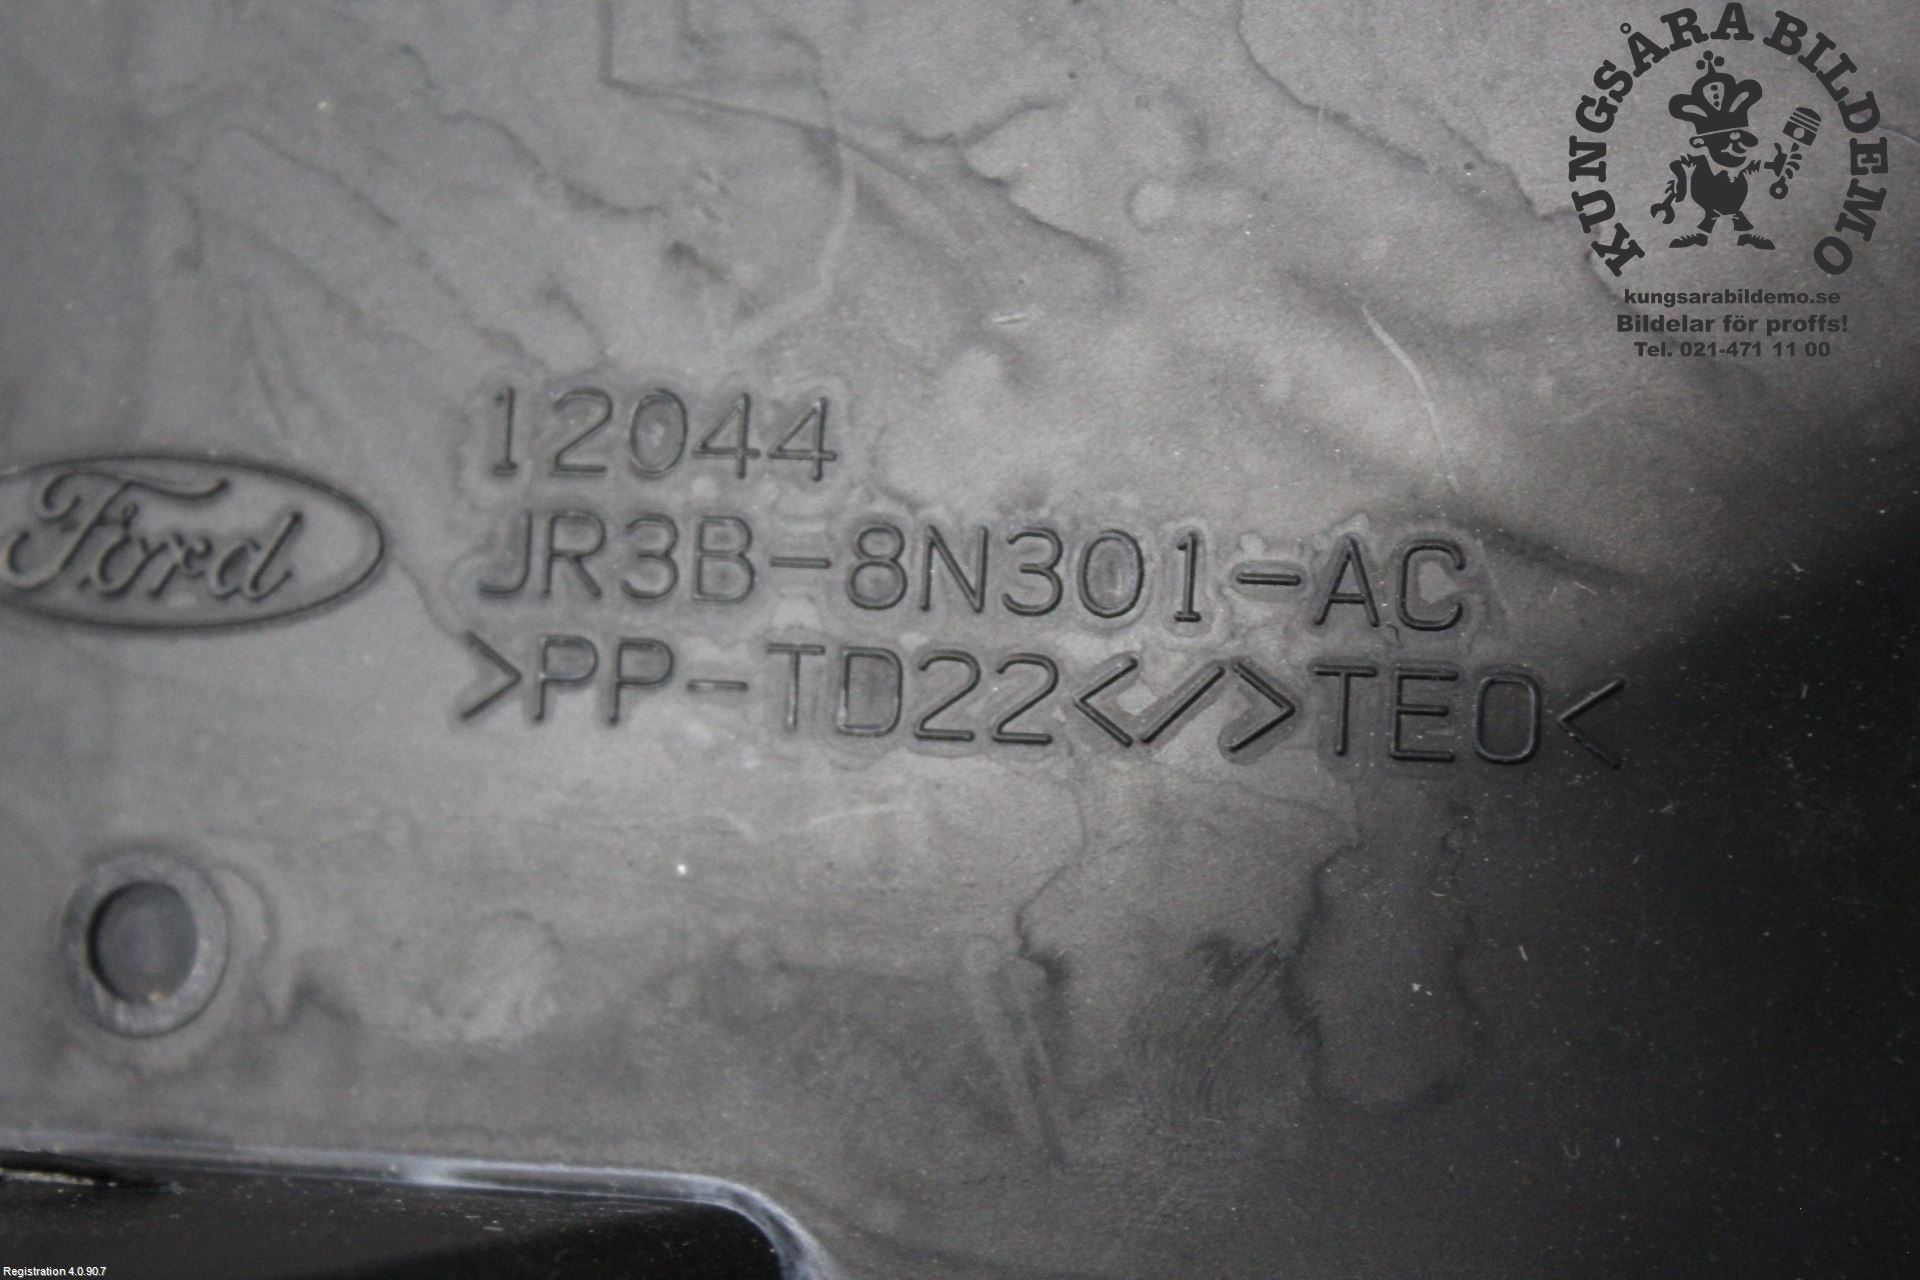 KUNGSÅRA BILDEMO
kungsarabildemo.se
Bildelar för proffs!
Tel. 021-471 11 00
12044
Ford
JR3B-8N301-AC
>PP-TD22</>TEO<
Registration 4.0.90.7